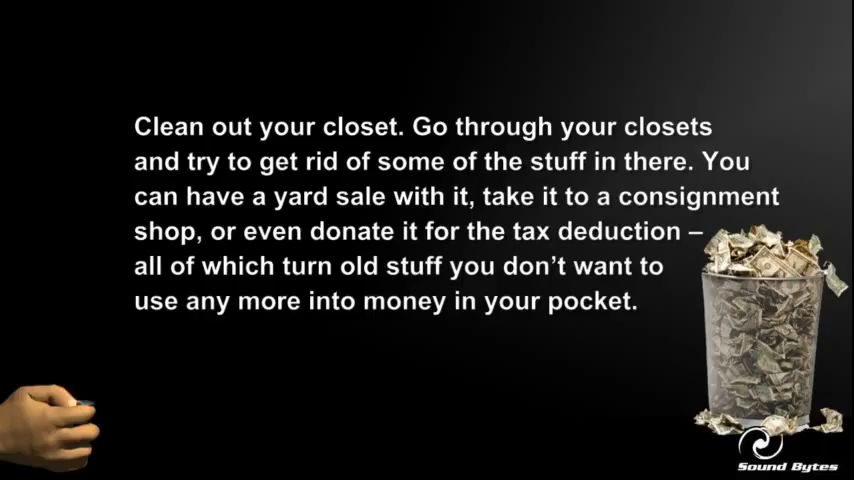 Clean out your closet. Go through your closets
and try to get rid of some of the stuff in there. You
can have a yard sale with it, take it to a consignment
shop, or even donate it for the tax deduction –
all of which turn old stuff you don’t want to
use any more into money in your pocket.
Sound Bytes